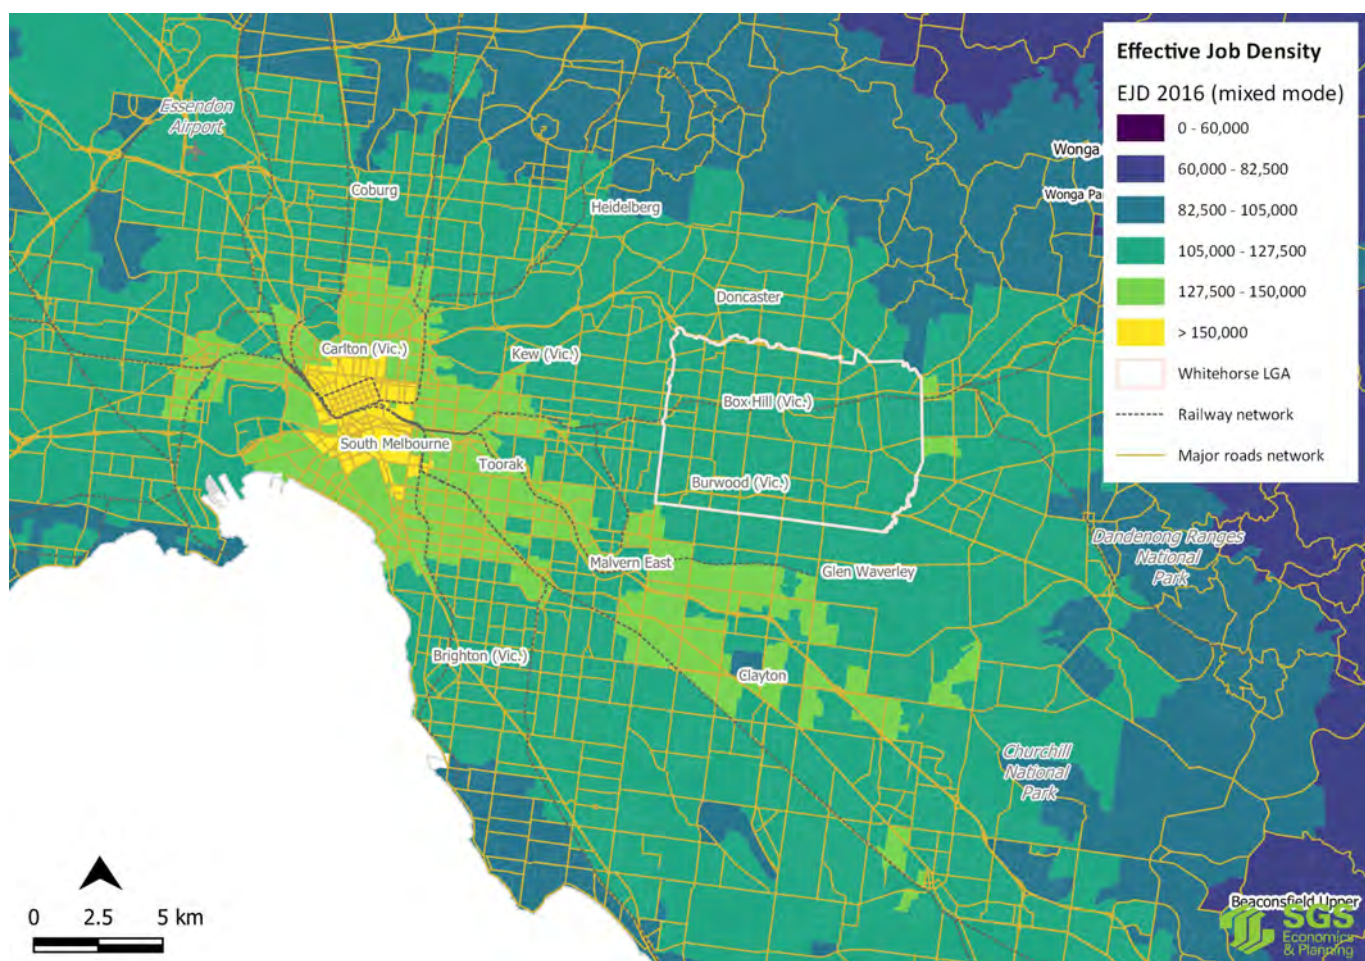 Effective Job Density
EJD 2016 (mixed mode)
0 - 60,000
60,000 - 82,500
82,500 - 105,000
105,000 - 127,500
127,500 - 150,000
> 150,000
Whitehorse LGA
Railway network
Major roads network
Essendon
Airport
Coburg
Heidelberg
Wonga
Wonga Pa
Doncaster
Carlton (Vic.)
Kew (Vic.)
Box Hill (Vic.)
South Melbourne
Toorak
Burwood (Vic.)
Malvern East
Glen Waverley
Dandenong Ranges
National
Park
Brighton (Vic.)
Clayton
Churchill
National
Park
Beaconsfield Upper
0 2.5 5 km
SGS
Economics
& Planning